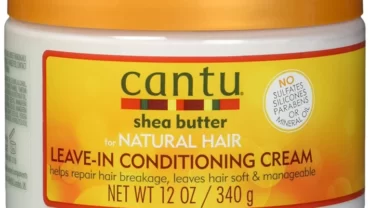 cantu
shea butter
for NATURAL HAIR
LEAVE-IN CONDITIONING CREAM
helps repair hair breakage, leaves hair soft & manageable
NET WT 12 OZ / 340 g
NO
SULFATES
SILICONES
PARABENS
OR
MINERAL OIL